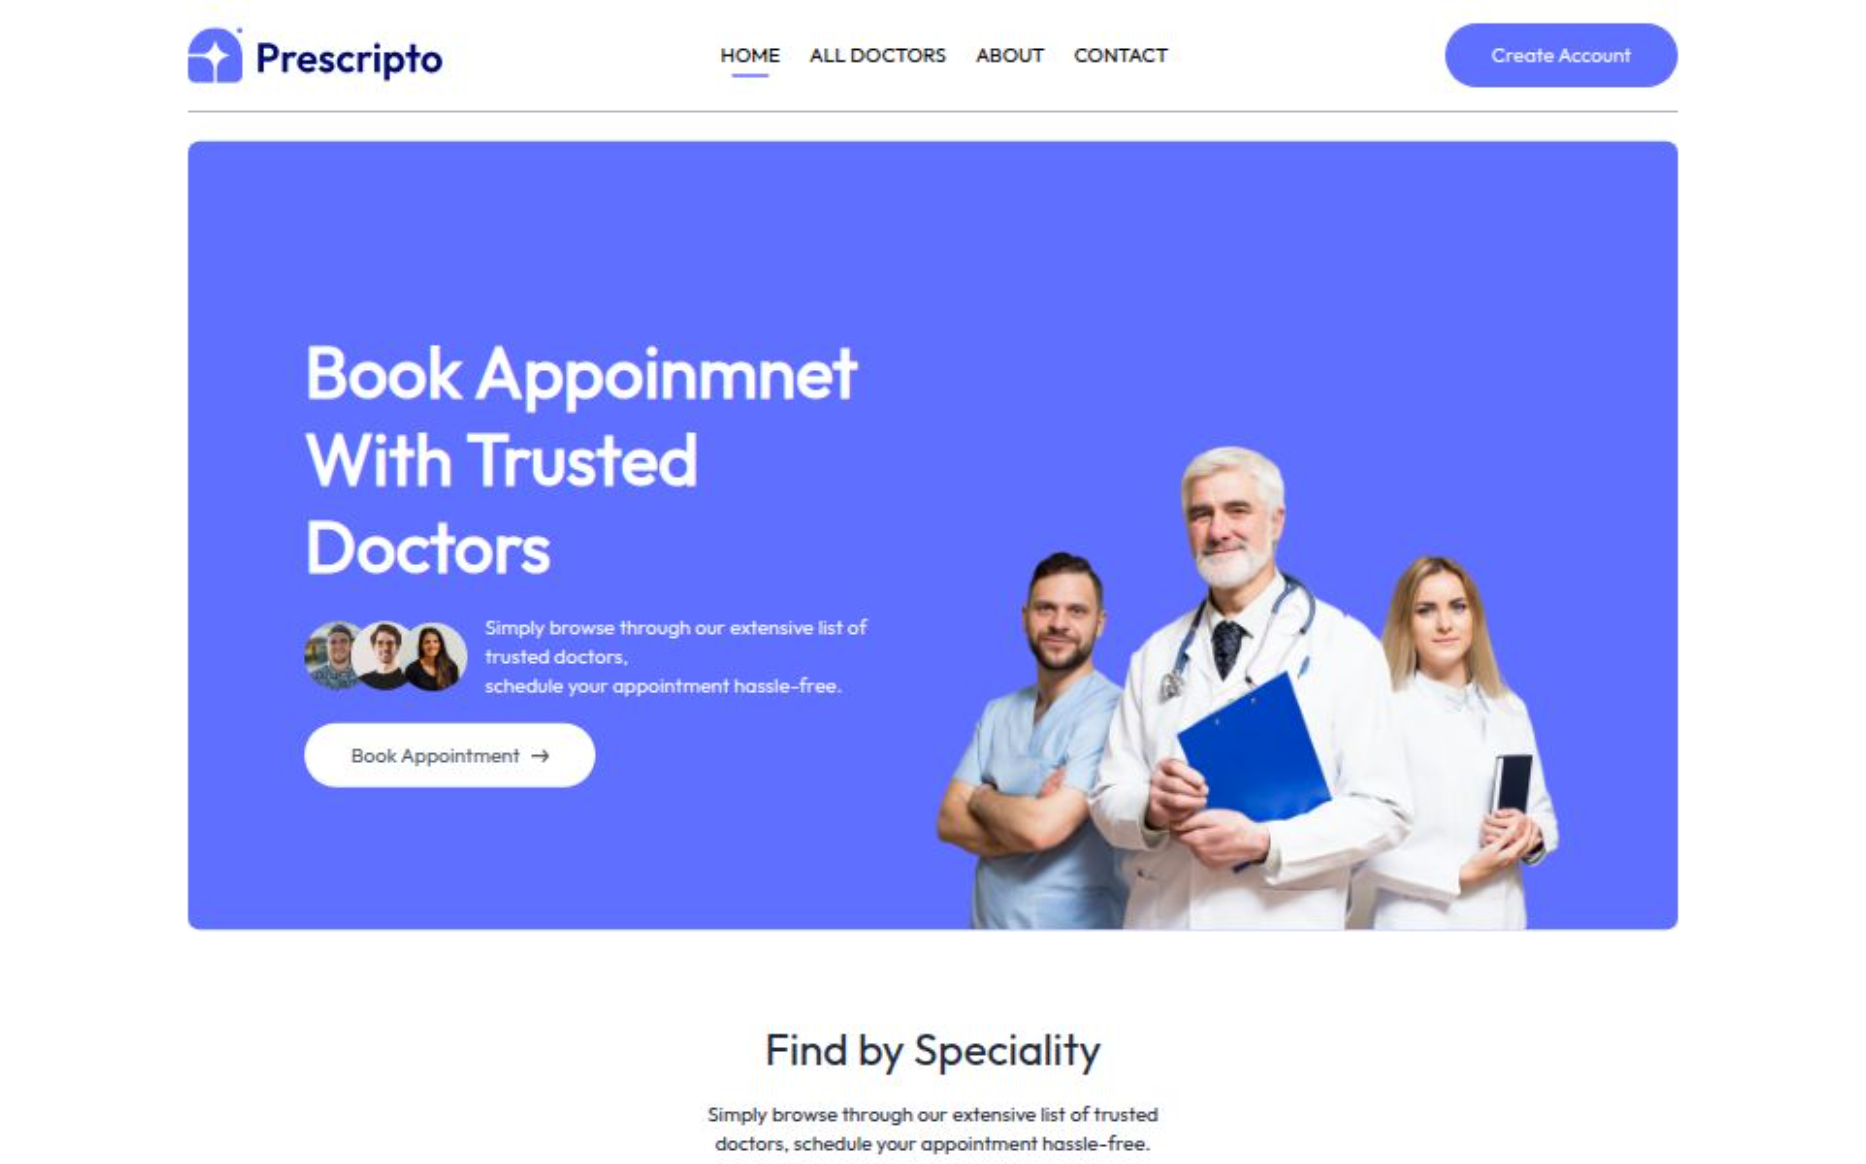 Prescripto
HOME
ALL DOCTORS
ABOUT
CONTACT
Create Account
Book Appoinmnet
With Trusted
Doctors
Simply browse through our extensive list of
trusted doctors,
schedule your appointment hassle-free.
Book Appointment →
Find by Speciality
Simply browse through our extensive list of trusted
doctors, schedule your appointment hassle-free.